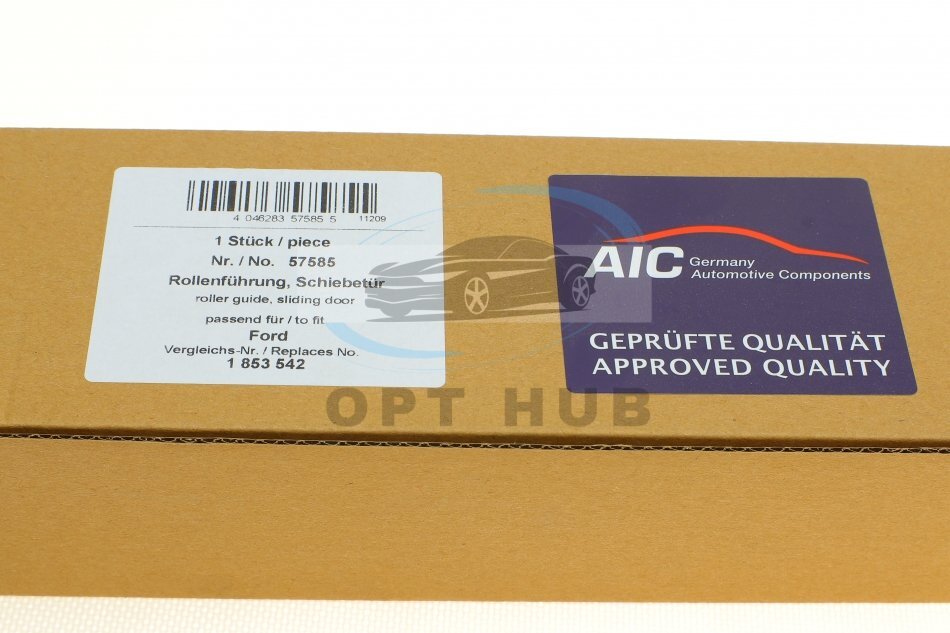 4 046283 57585 5 11209
1 Stück / piece
Nr. / No. 57585
Rollenführung, Schiebetür
roller guide, sliding door
passend für / to fit
Ford
Vergleichs-Nr. / Replaces No.
1 853 542
AIC Germany
Automotive Components
GEPRÜFTE QUALITÄT
APPROVED QUALITY
OPT HUB